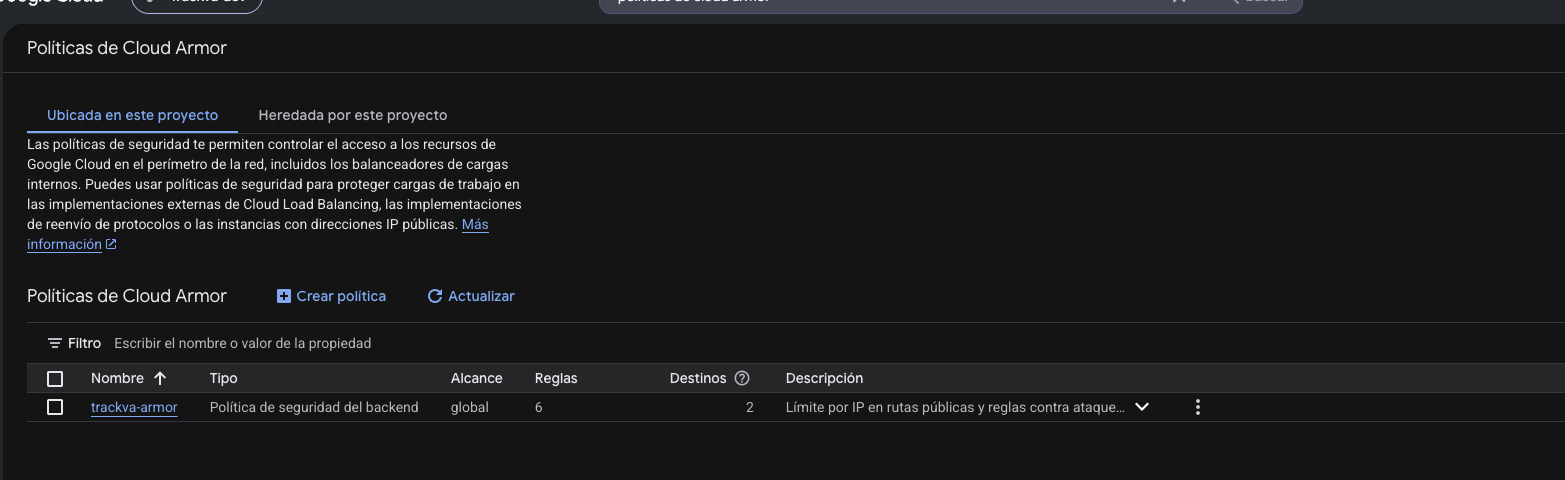 Google Cloud
Políticas de Cloud Armor
Ubicada en este proyecto
Heredada por este proyecto
Las políticas de seguridad te permiten controlar el acceso a los recursos de
Google Cloud en el perímetro de la red, incluidos los balanceadores de cargas
internos. Puedes usar políticas de seguridad para proteger cargas de trabajo en
las implementaciones externas de Cloud Load Balancing, las implementaciones
de reenvío de protocolos o las instancias con direcciones IP públicas. Más
información
Políticas de Cloud Armor Crear política Actualizar
Filtro Escribir el nombre o valor de la propiedad
Nombre Tipo Alcance Reglas Destinos Descripción
trackva-armor Política de seguridad del backend global 6 2 Límite por IP en rutas públicas y reglas contra ataque...